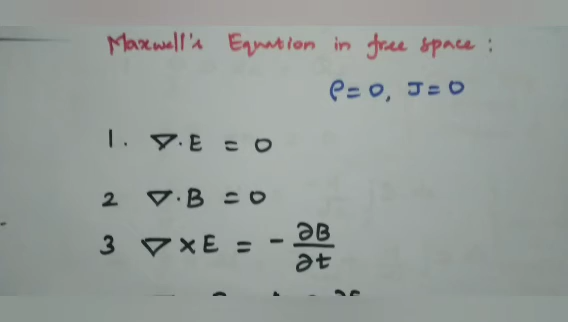 Maxwell's Equation in free space :
ρ = 0, J = 0
1. ∇·E = 0
2 ∇·B = 0
3 ∇×E = - ∂B/∂t